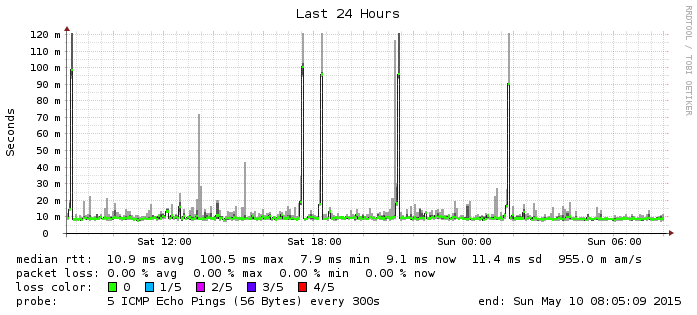 Last 24 Hours
RRDTOOL / TOBI OETIKER
Seconds
120 m
110 m
100 m
90 m
80 m
70 m
60 m
50 m
40 m
30 m
20 m
10 m
0
Sat 12:00 Sat 18:00 Sun 00:00 Sun 06:00
median rtt: 10.9 ms avg 100.5 ms max 7.9 ms min 9.1 ms now 11.4 ms sd 955.0 m am/s
packet loss: 0.00 % avg 0.00 % max 0.00 % min 0.00 % now
loss color: 0 1/5 2/5 3/5 4/5
probe: 5 ICMP Echo Pings (56 Bytes) every 300s end: Sun May 10 08:05:09 2015